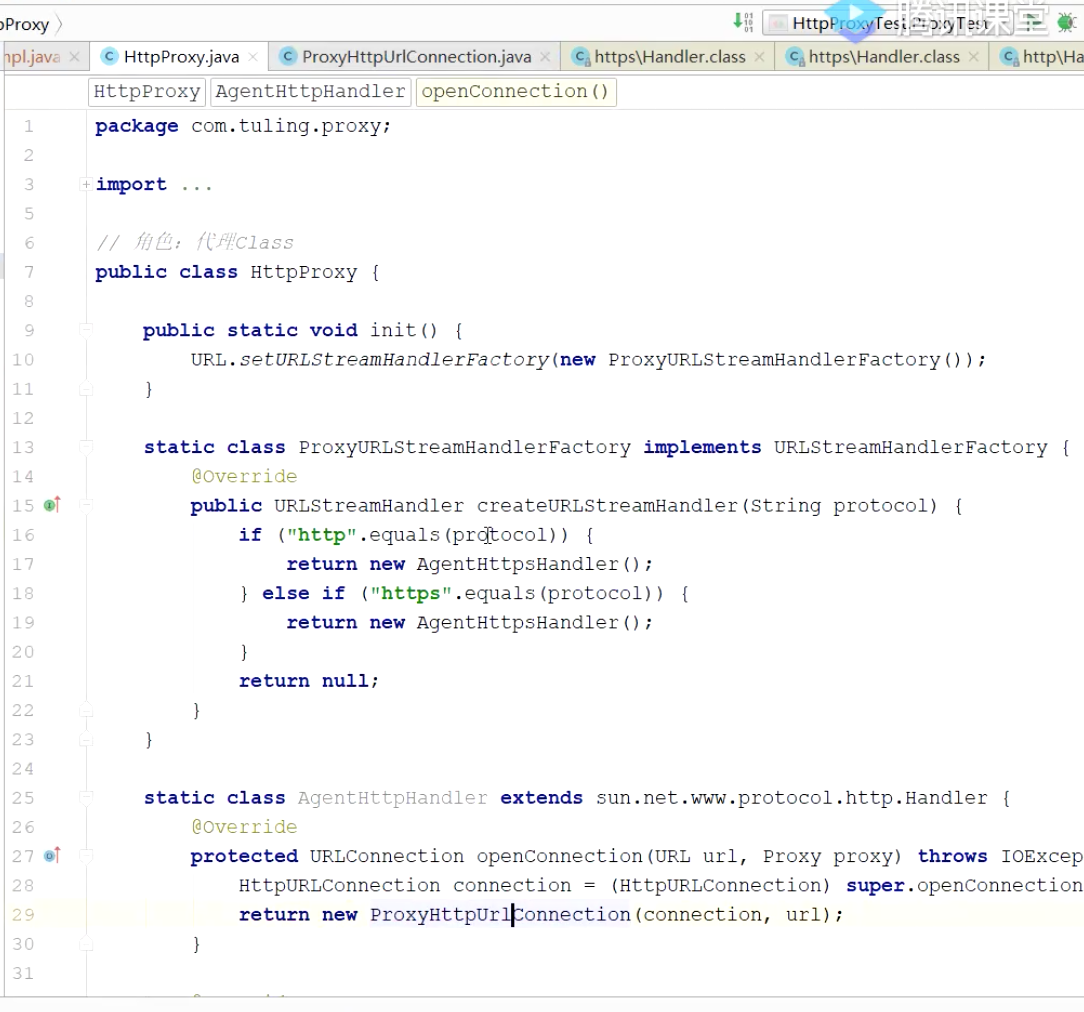 Proxy
HttpProxyTest.ProxyTest
腾讯课堂
mpl.java
HttpProxy.java
ProxyHttpUrlConnection.java
https\Handler.class
https\Handler.class
http\Ha
HttpProxy AgentHttpHandler openConnection()
1 package com.tuling.proxy;
2
3 import ...
5
6 // 角色：代理Class
7 public class HttpProxy {
8
9 public static void init() {
10 URL.setURLStreamHandlerFactory(new ProxyURLStreamHandlerFactory());
11 }
12
13 static class ProxyURLStreamHandlerFactory implements URLStreamHandlerFactory {
14 @Override
15 public URLStreamHandler createURLStreamHandler(String protocol) {
16 if ("http".equals(protocol)) {
17 return new AgentHttpsHandler();
18 } else if ("https".equals(protocol)) {
19 return new AgentHttpsHandler();
20 }
21 return null;
22 }
23 }
24
25 static class AgentHttpHandler extends sun.net.www.protocol.http.Handler {
26 @Override
27 protected URLConnection openConnection(URL url, Proxy proxy) throws IOExcep
28 HttpURLConnection connection = (HttpURLConnection) super.openConnection
29 return new ProxyHttpUrlConnection(connection, url);
30 }
31